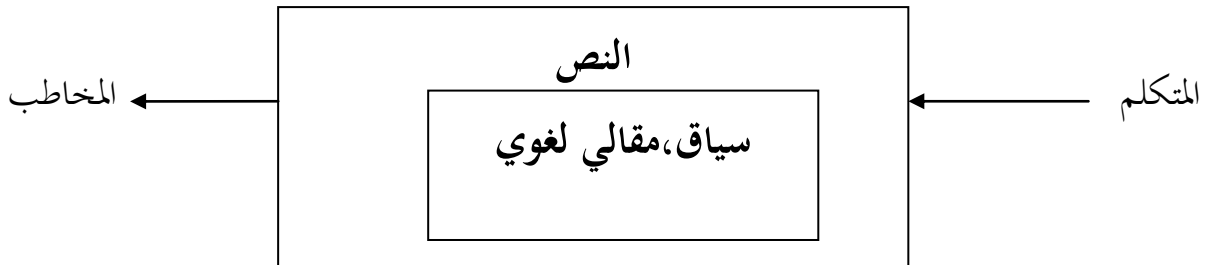 النص
المتكلم
المخاطب
سياق،مقالي لغوي